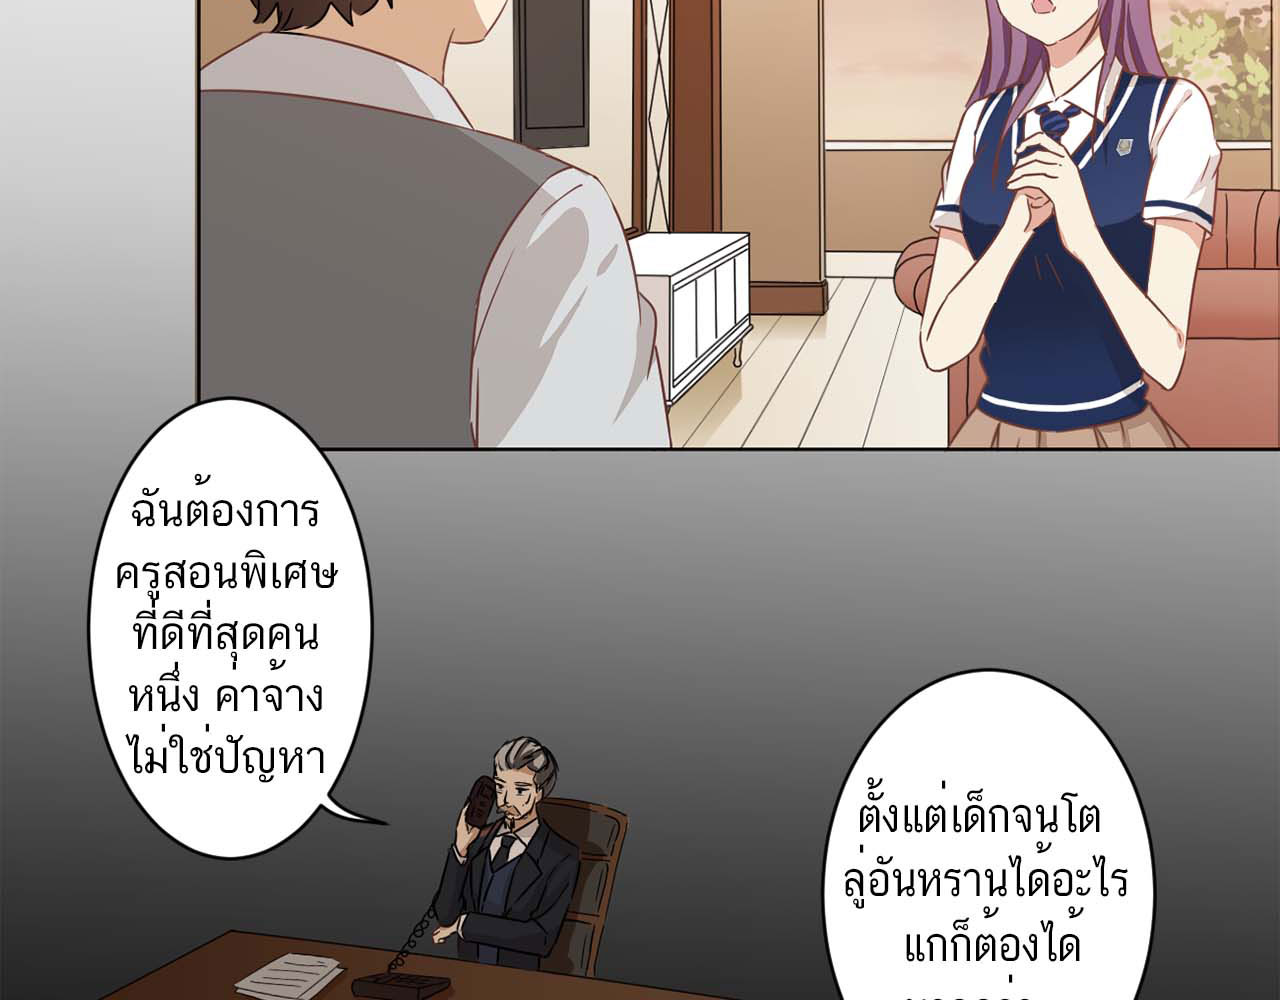 ฉันต้องการ
ครูสอนพิเศษ
ที่ดีที่สุดคน
หนึ่ง ค่าจ้าง
ไม่ใช่ปัญหา
ตั้งแต่เด็กจนโต
ลู่อันหรานได้อะไร
แกก็ต้องได้